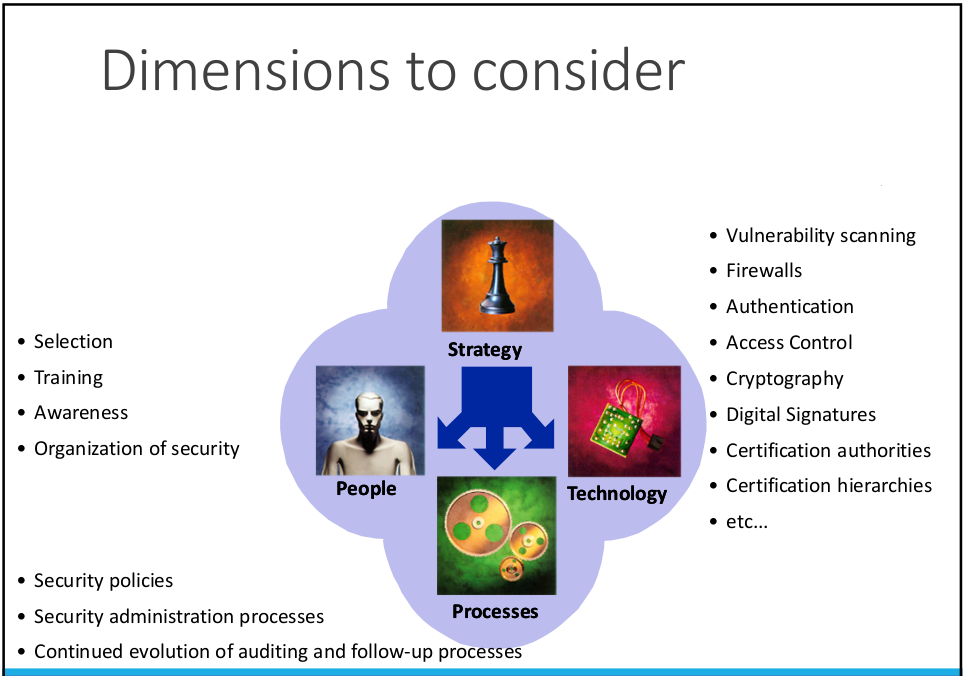 Dimensions to consider
• Vulnerability scanning
• Firewalls
• Authentication
• Access Control
• Cryptography
• Digital Signatures
• Certification authorities
• Certification hierarchies
• etc...
• Selection
• Training
• Awareness
• Organization of security
Strategy
People
Technology
Processes
• Security policies
• Security administration processes
• Continued evolution of auditing and follow-up processes